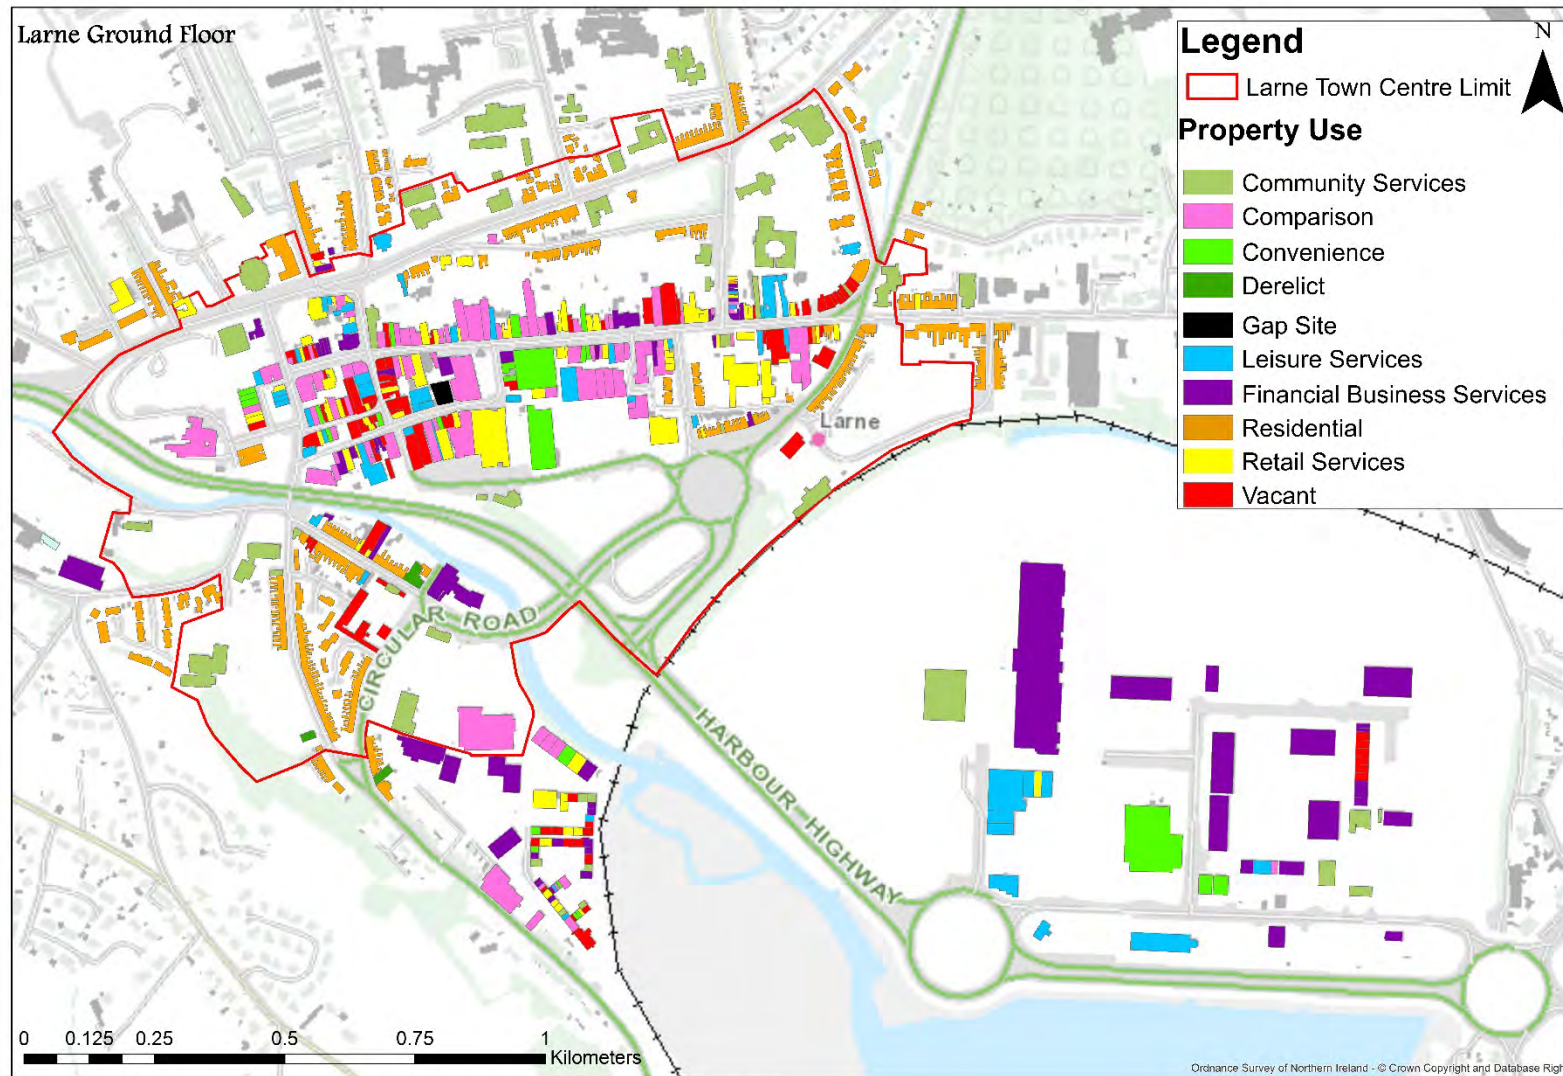 Larne Ground Floor
Legend
N
Larne Town Centre Limit
Property Use
Community Services
Comparison
Convenience
Derelict
Gap Site
Leisure Services
Financial Business Services
Residential
Retail Services
Vacant
Larne
CIRCULAR ROAD
HARBOUR HIGHWAY
0 0.125 0.25 0.5 0.75 1
Kilometers
Ordnance Survey of Northern Ireland - © Crown Copyright and Database Righ